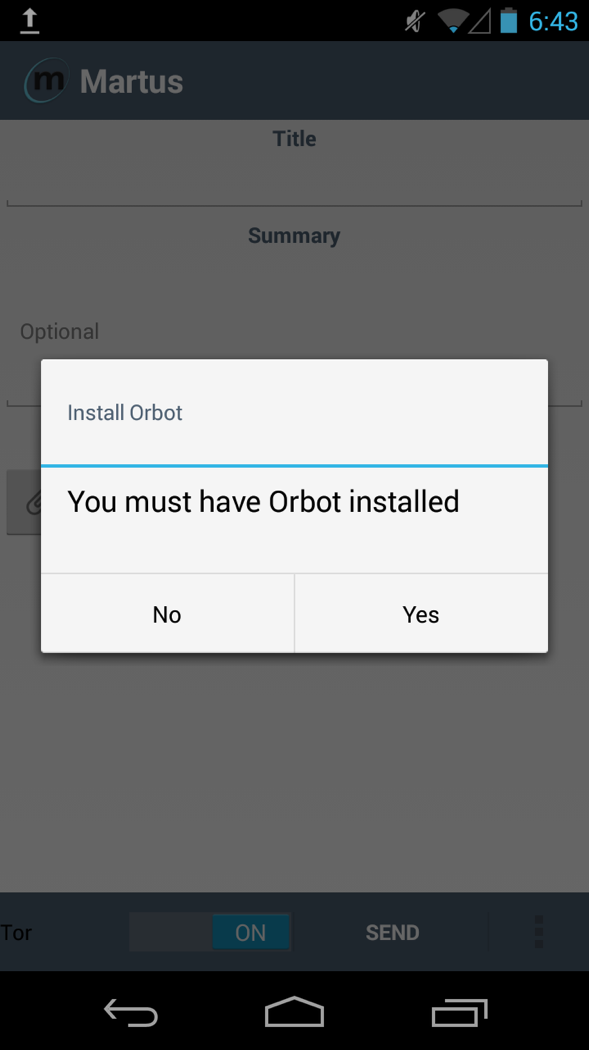 6:43
m Martus
Title
Summary
Optional
Install Orbot
You must have Orbot installed
No Yes
Tor ON SEND